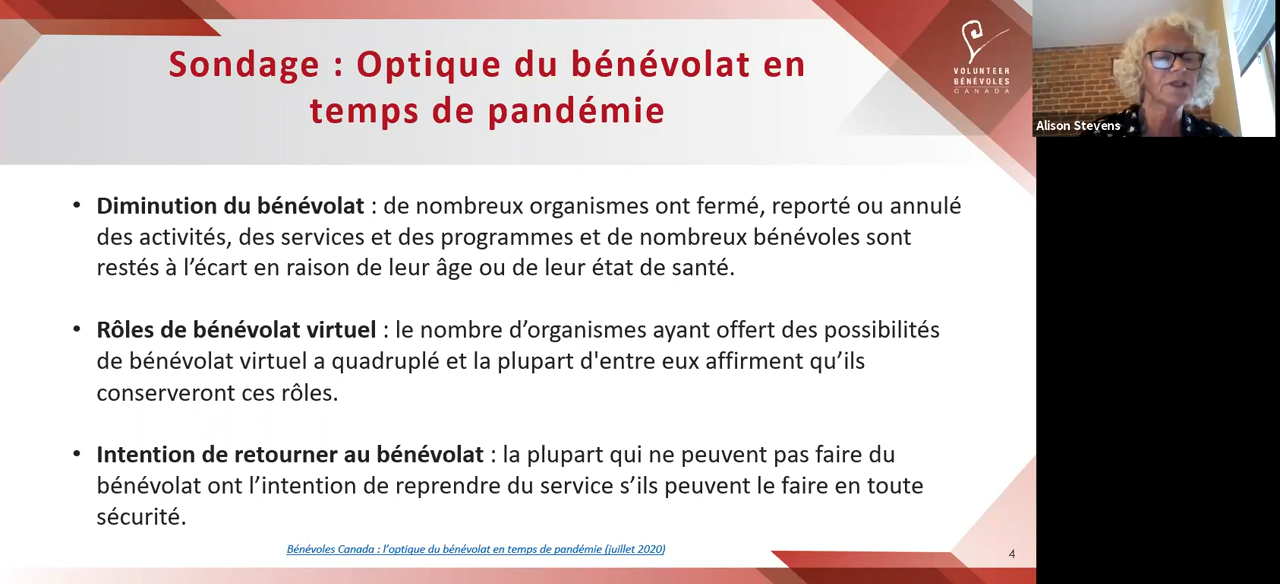 Sondage : Optique du bénévolat en
temps de pandémie
VOLUNTEER
BÉNÉVOLES
CANADA
Alison Stevens
• Diminution du bénévolat : de nombreux organismes ont fermé, reporté ou annulé
des activités, des services et des programmes et de nombreux bénévoles sont
restés à l’écart en raison de leur âge ou de leur état de santé.
• Rôles de bénévolat virtuel : le nombre d’organismes ayant offert des possibilités
de bénévolat virtuel a quadruplé et la plupart d'entre eux affirment qu’ils
conserveront ces rôles.
• Intention de retourner au bénévolat : la plupart qui ne peuvent pas faire du
bénévolat ont l’intention de reprendre du service s’ils peuvent le faire en toute
sécurité.
Bénévoles Canada : l’optique du bénévolat en temps de pandémie (juillet 2020)
4